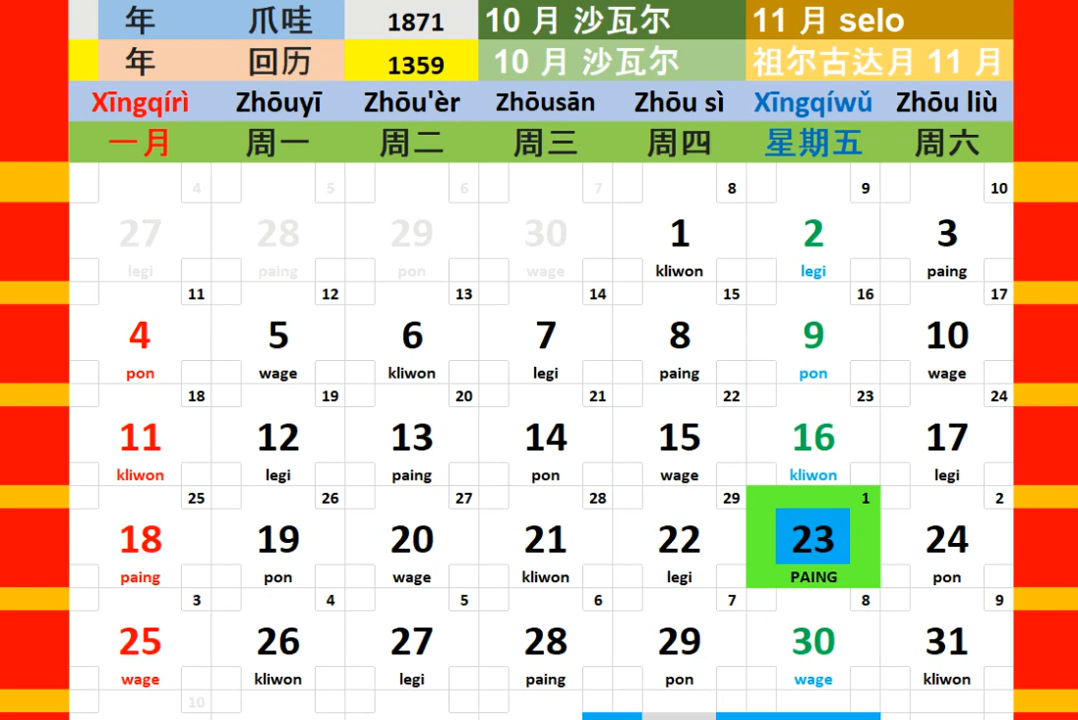 年 爪哇 1871 10 月 沙瓦尔 11 月 selo
年 回历 1359 10 月 沙瓦尔 祖尔古达月 11 月
Xīngqírì Zhōuyī Zhōu'èr Zhōusān Zhōu sì Xīngqíwǔ Zhōu liù
一月 周一 周二 周三 周四 星期五 周六
4 5 6 7 8 9 10
27 28 29 30 1 2 3
legi paing pon wage kliwon legi paing
11 12 13 14 15 16 17
4 5 6 7 8 9 10
pon wage kliwon legi paing pon wage
18 19 20 21 22 23 24
11 12 13 14 15 16 17
kliwon legi paing pon wage kliwon legi
25 26 27 28 29 1 2
18 19 20 21 22 23 24
paing pon wage kliwon legi PAING pon
3 4 5 6 7 8 9
25 26 27 28 29 30 31
wage kliwon legi paing pon wage kliwon
10